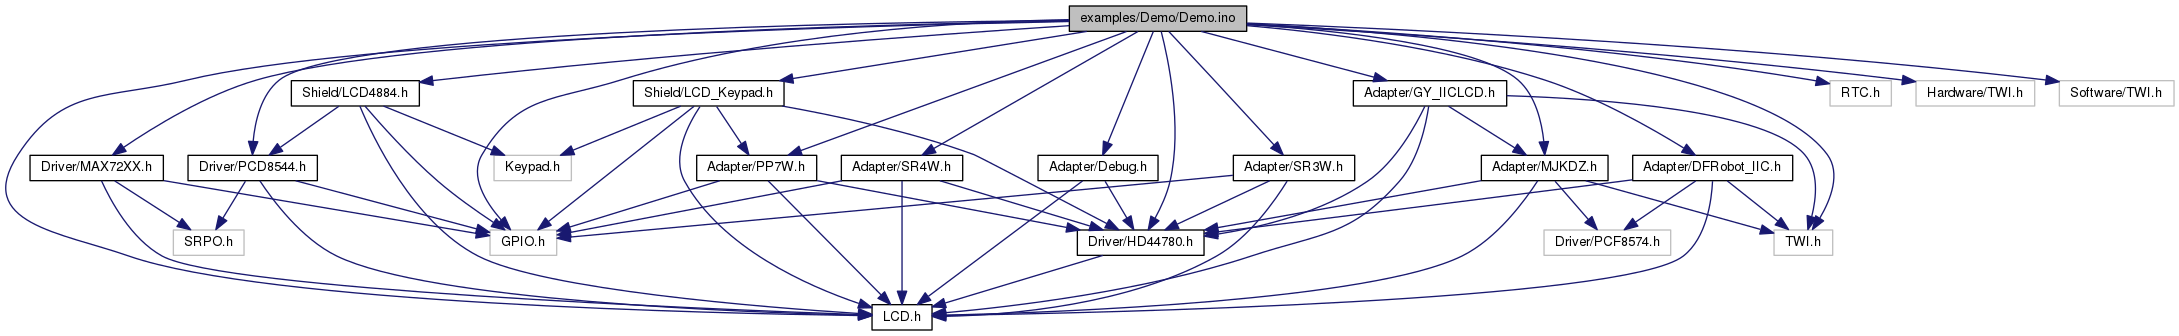 examples/Demo/Demo.ino
Shield/LCD4884.h
Shield/LCD_Keypad.h
Adapter/GY_IICLCD.h
RTC.h
Hardware/TWI.h
Software/TWI.h
Driver/MAX72XX.h
Driver/PCD8544.h
Keypad.h
Adapter/PP7W.h
Adapter/SR4W.h
Adapter/Debug.h
Adapter/SR3W.h
Adapter/MJKDZ.h
Adapter/DFRobot_IIC.h
SRPO.h
GPIO.h
Driver/HD44780.h
Driver/PCF8574.h
TWI.h
LCD.h